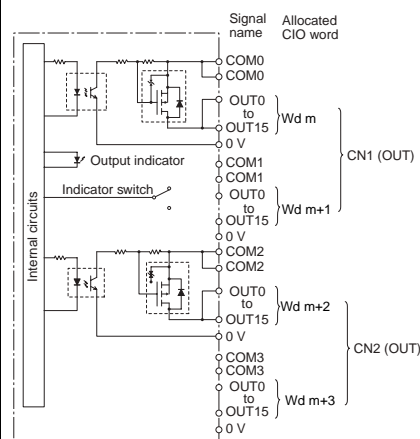 Signal name
Allocated CIO word
COM0
COM0
OUT0
to
OUT15
Wd m
0 V
CN1 (OUT)
Output indicator
COM1
COM1
Indicator switch
OUT0
to
OUT15
Wd m+1
0 V
Internal circuits
COM2
COM2
OUT0
to
OUT15
Wd m+2
0 V
CN2 (OUT)
COM3
COM3
OUT0
to
OUT15
Wd m+3
0 V